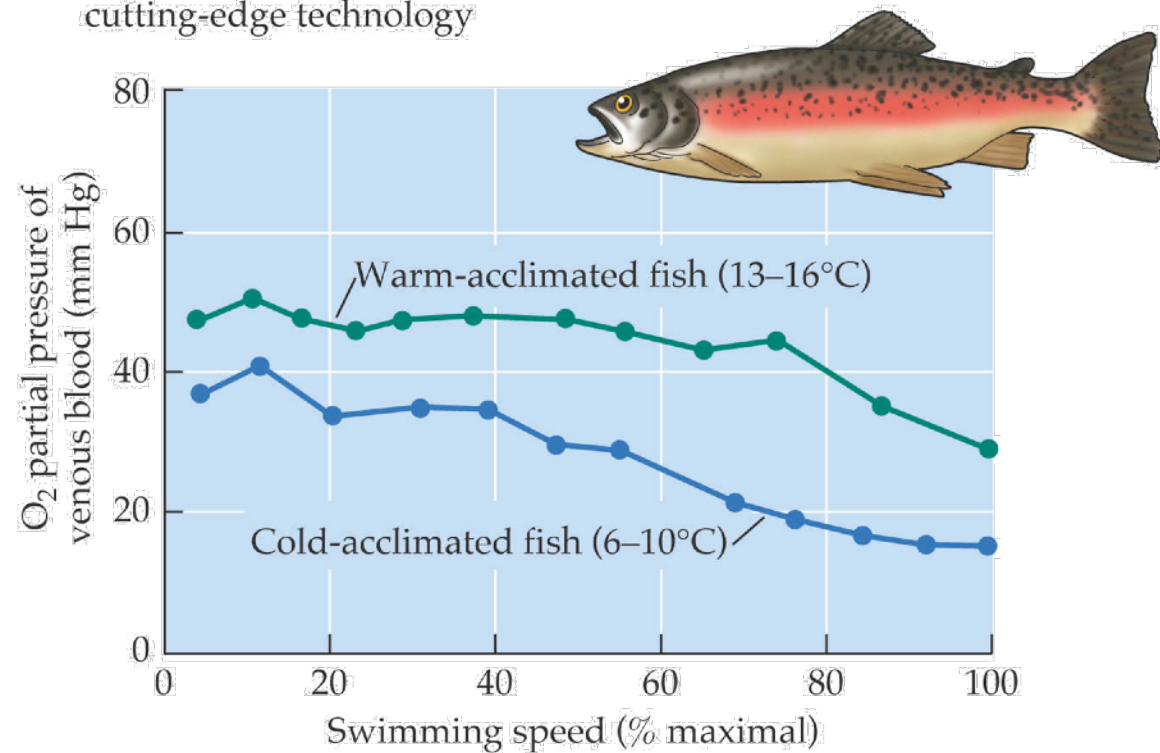 cutting-edge technology
80
60
40
20
0
O₂ partial pressure of
venous blood (mm Hg)
Warm-acclimated fish (13–16°C)
Cold-acclimated fish (6–10°C)
0 20 40 60 80 100
Swimming speed (% maximal)